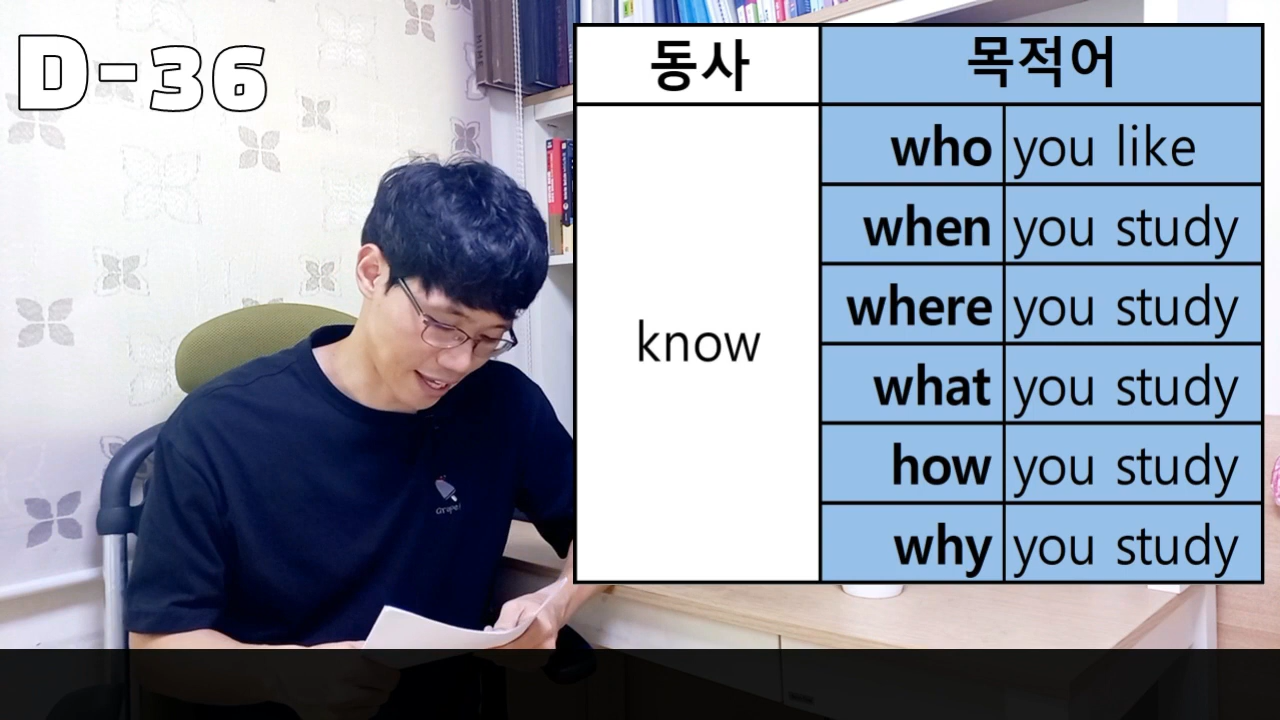 D-36
동사 목적어
know
who you like
when you study
where you study
what you study
how you study
why you study